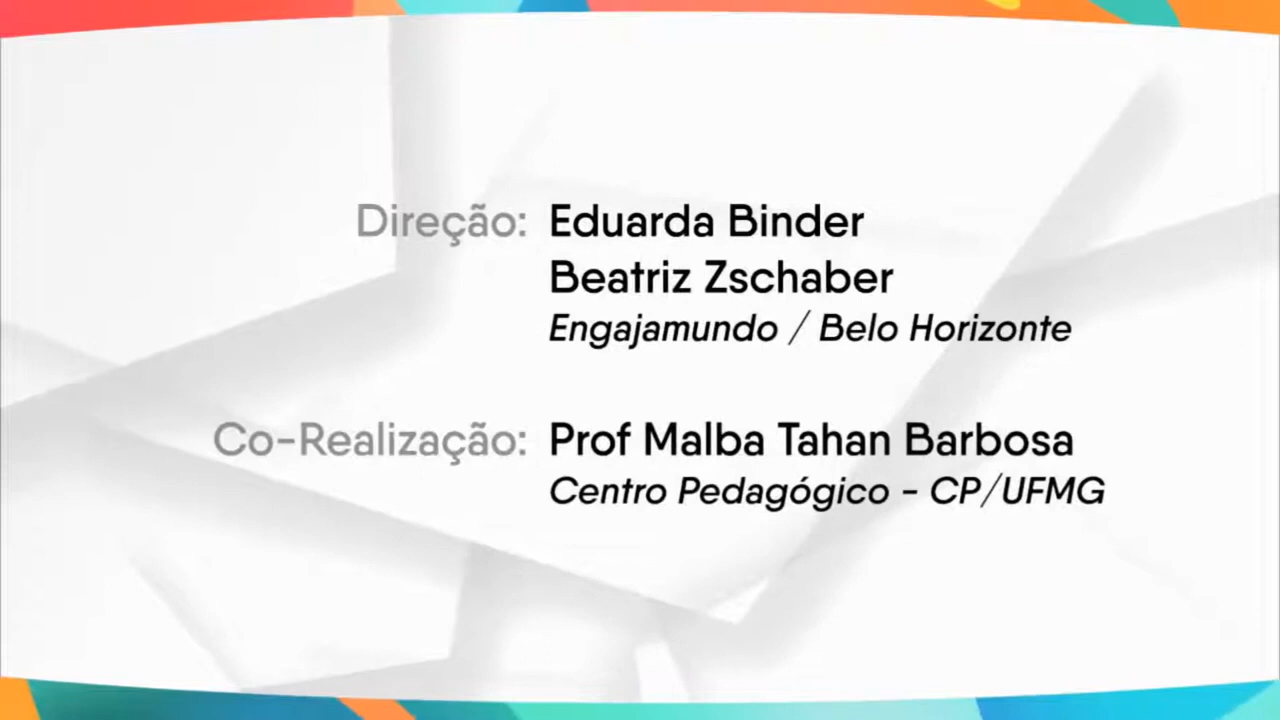 Direção: Eduarda Binder
Beatriz Zschaber
Engajamundo / Belo Horizonte
Co-Realização: Prof Malba Tahan Barbosa
Centro Pedagógico - CP/UFMG